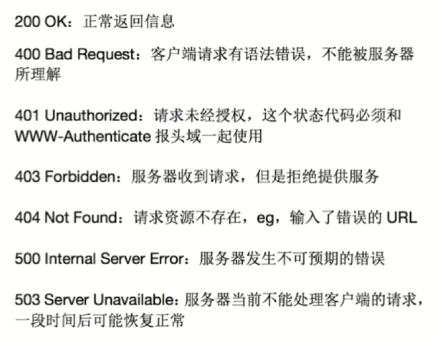 200 OK：正常返回信息
400 Bad Request：客户端请求有语法错误，不能被服务器
所理解
401 Unauthorized：请求未经授权，这个状态代码必须和
WWW-Authenticate 报头域一起使用
403 Forbidden：服务器收到请求，但是拒绝提供服务
404 Not Found：请求资源不存在，eg，输入了错误的 URL
500 Internal Server Error：服务器发生不可预期的错误
503 Server Unavailable：服务器当前不能处理客户端的请求，
一段时间后可能恢复正常